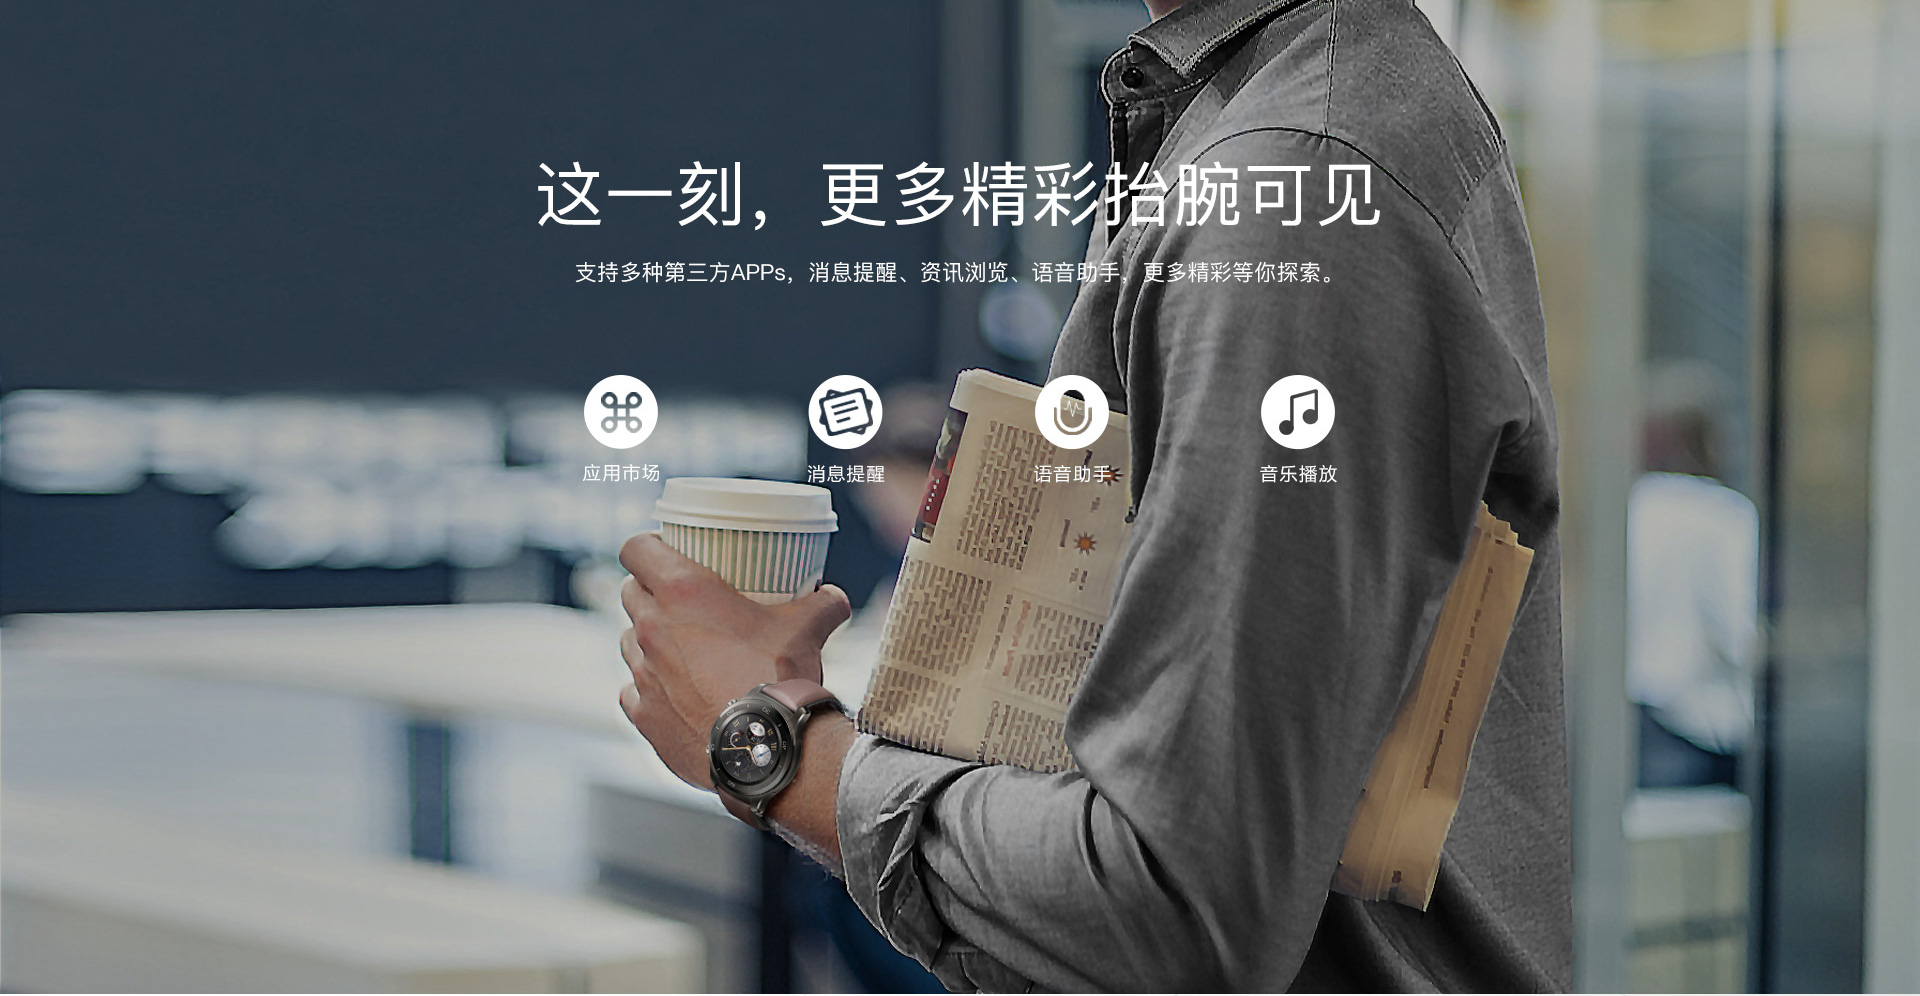 这一刻，更多精彩抬腕可见
支持多种第三方APPs，消息提醒、资讯浏览、语音助手，更多精彩等你探索。
应用市场
消息提醒
语音助手
音乐播放